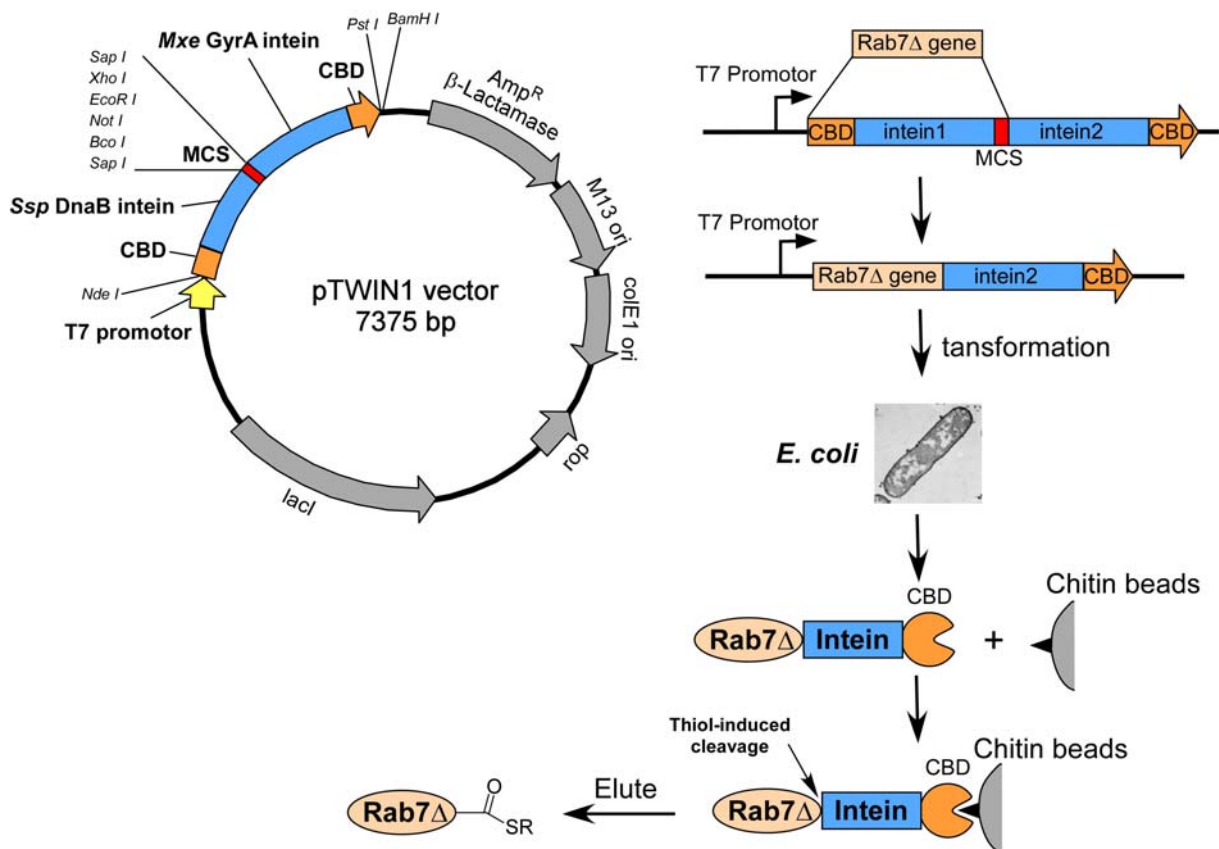 Pst I
BamH I
Mxe GyrA intein
Sap I
Xho I
EcoR I
Not I
Bco I
Sap I
CBD
Amp^R
β-Lactamase
MCS
M13 ori
Ssp DnaB intein
CBD
colE1 ori
Nde I
pTWIN1 vector
7375 bp
T7 promotor
rop
lacI
Rab7Δ gene
T7 Promotor
CBD
intein1
intein2
CBD
MCS
T7 Promotor
Rab7Δ gene
intein2
CBD
tansformation
E. coli
CBD
Chitin beads
Rab7Δ
Intein
+
Thiol-induced
cleavage
CBD
Chitin beads
Elute
Rab7Δ
O
SR
Rab7Δ
Intein